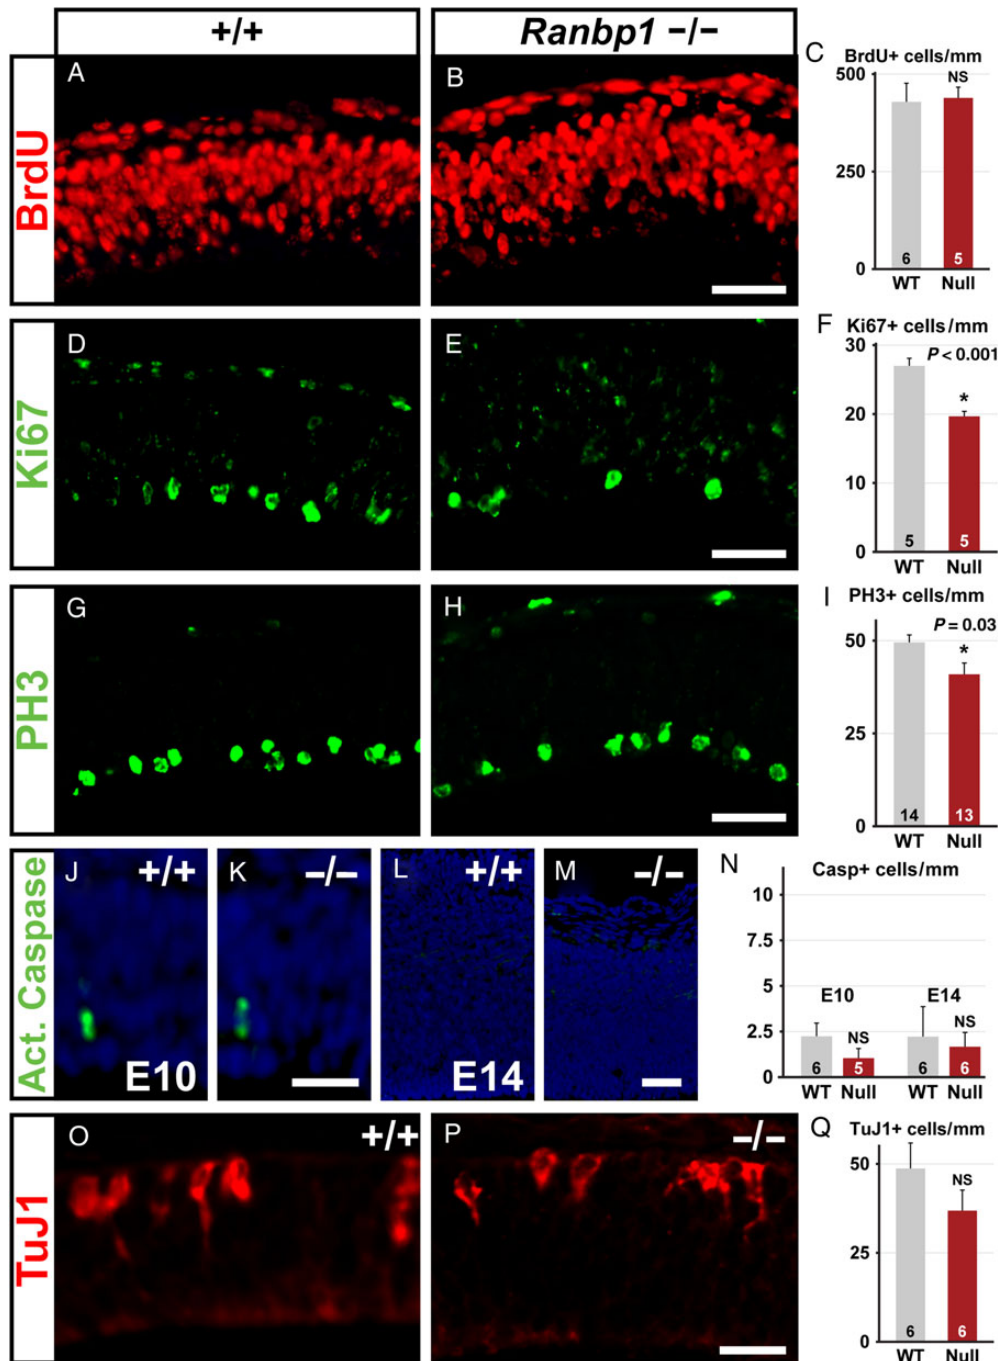 +/+
Ranbp1 −/−
BrdU
A
B
C BrdU+ cells/mm
500
NS
250
0
6
5
WT Null
Ki67
D
E
F Ki67+ cells/mm
30
P < 0.001
*
20
10
0
5
5
WT Null
PH3
G
H
I PH3+ cells/mm
P = 0.03
50
*
25
0
14
13
WT Null
Act. Caspase
J +/+
K −/−
L +/+
M −/−
E10
E14
N Casp+ cells/mm
10
7.5
5
E10 E14
2.5
NS
NS
0
6
5
6
6
WT Null WT Null
TuJ1
O +/+
P −/−
Q TuJ1+ cells/mm
50
NS
25
0
6
6
WT Null